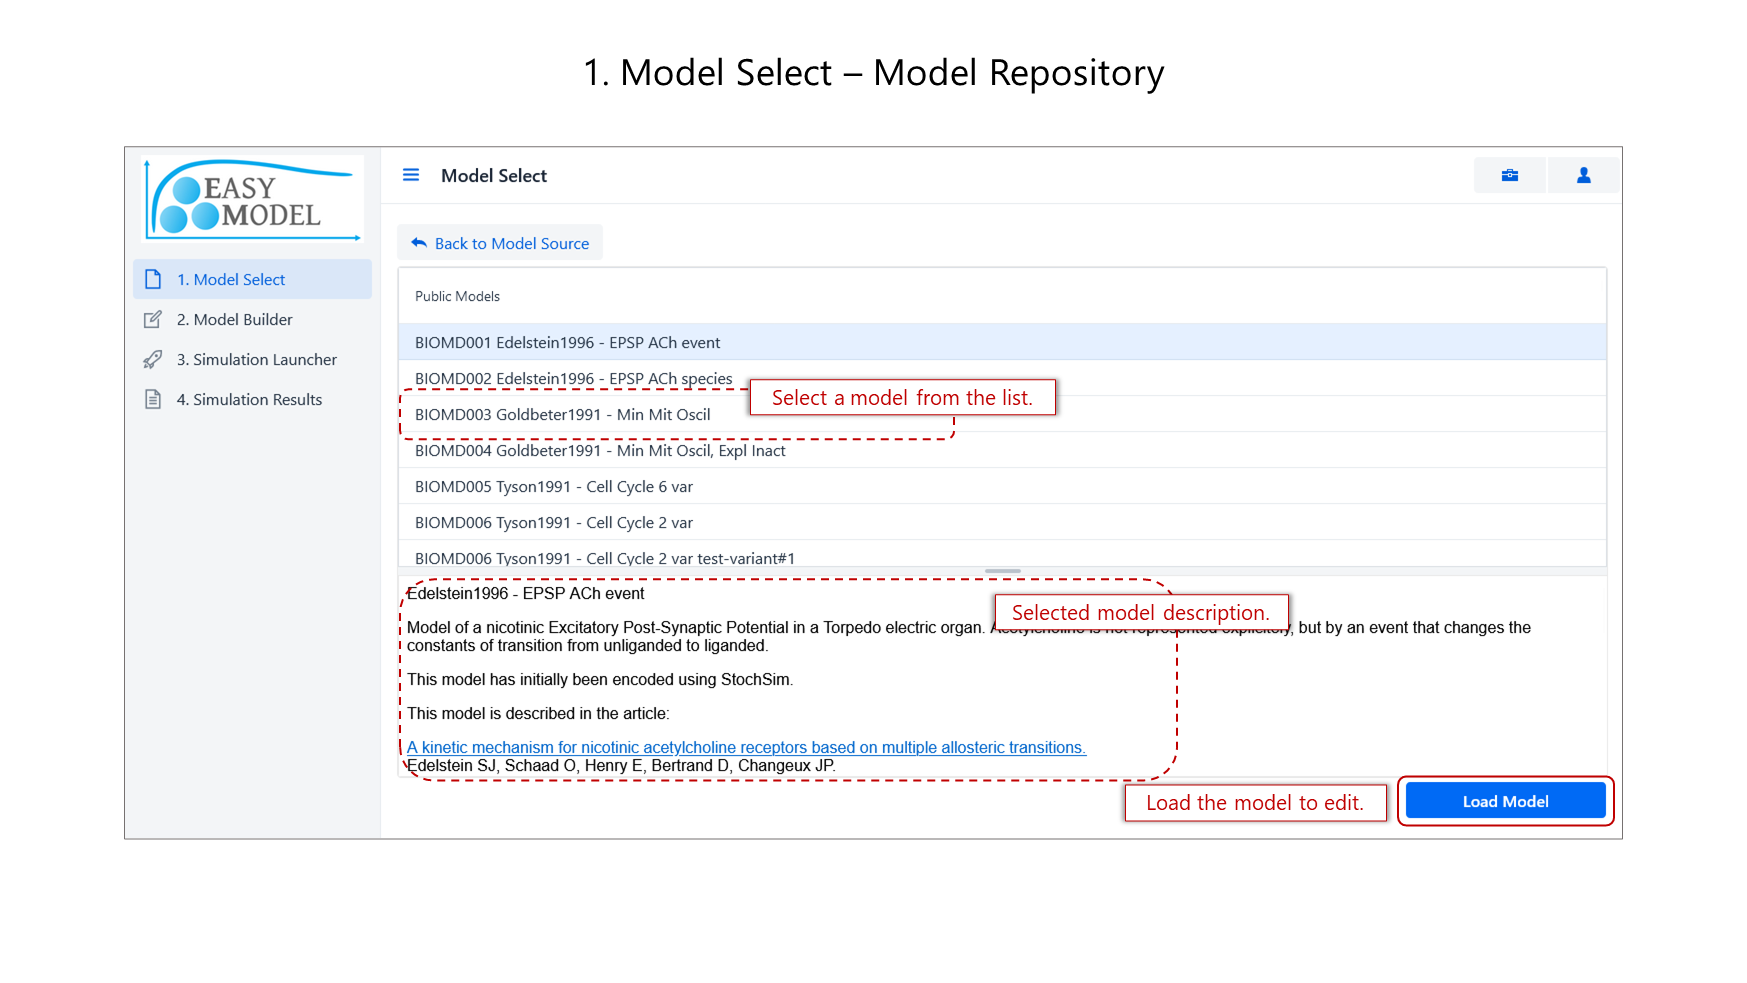 1. Model Select – Model Repository
EASY
MODEL
Model Select
Back to Model Source
1. Model Select
2. Model Builder
3. Simulation Launcher
4. Simulation Results
Public Models
BIOMD001 Edelstein1996 - EPSP ACh event
BIOMD002 Edelstein1996 - EPSP ACh species
Select a model from the list.
BIOMD003 Goldbeter1991 - Min Mit Oscil
BIOMD004 Goldbeter1991 - Min Mit Oscil, Expl Inact
BIOMD005 Tyson1991 - Cell Cycle 6 var
BIOMD006 Tyson1991 - Cell Cycle 2 var
BIOMD006 Tyson1991 - Cell Cycle 2 var test-variant#1
Edelstein1996 - EPSP ACh event
Selected model description.
Model of a nicotinic Excitatory Post-Synaptic Potential in a Torpedo electric organ. Acetylcholine is not represented explicitely, but by an event that changes the
constants of transition from unliganded to liganded.
This model has initially been encoded using StochSim.
This model is described in the article:
A kinetic mechanism for nicotinic acetylcholine receptors based on multiple allosteric transitions.
Edelstein SJ, Schaad O, Henry E, Bertrand D, Changeux JP.
Load the model to edit.
Load Model